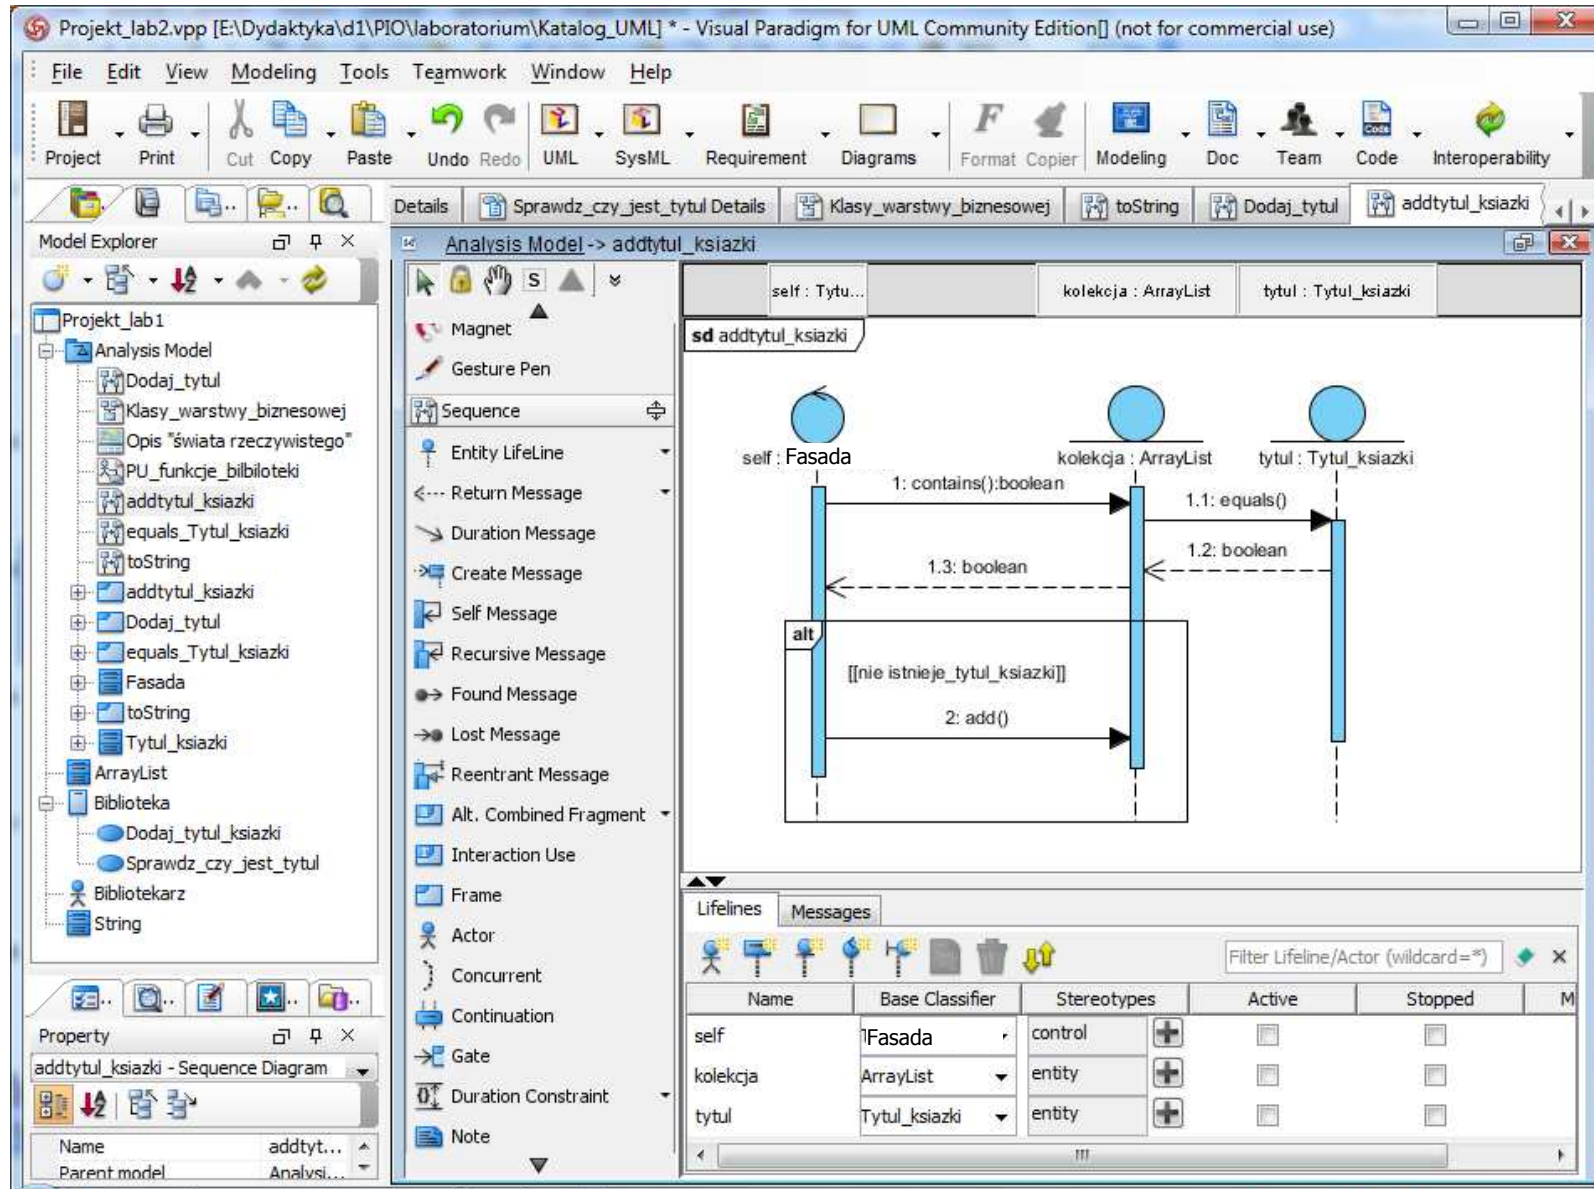 Projekt_lab2.vpp [E:\Dydaktyka\d1\PIO\laboratorium\Katalog_UML] * - Visual Paradigm for UML Community Edition[] (not for commercial use)
File Edit View Modeling Tools Teamwork Window Help
Project Print Cut Copy Paste Undo Redo UML SysML Requirement Diagrams Format Copier Modeling Doc Team Code Interoperability
Details Sprawdz_czy_jest_tytul Details Klasy_warstwy_biznesowej toString Dodaj_tytul addtytul_ksiazki
Model Explorer
Projekt_lab1
Analysis Model
Dodaj_tytul
Klasy_warstwy_biznesowej
Opis "świata rzeczywistego"
PU_funkcje_bilbiloteki
addtytul_ksiazki
equals_Tytul_ksiazki
toString
addtytul_ksiazki
Dodaj_tytul
equals_Tytul_ksiazki
Fasada
toString
Tytul_ksiazki
ArrayList
Biblioteka
Dodaj_tytul_ksiazki
Sprawdz_czy_jest_tytul
Bibliotekarz
String
Property
addtytul_ksiazki - Sequence Diagram
Name addtyt...
Parent model Analysi...
Analysis Model -> addtytul_ksiazki
S
Magnet
Gesture Pen
Sequence
Entity LifeLine
Return Message
Duration Message
Create Message
Self Message
Recursive Message
Found Message
Lost Message
Reentrant Message
Alt. Combined Fragment
Interaction Use
Frame
Actor
Concurrent
Continuation
Gate
Duration Constraint
Note
self : Tytu... kolekcja : ArrayList tytul : Tytul_ksiazki
sd addtytul_ksiazki
self : Fasada kolekcja : ArrayList tytul : Tytul_ksiazki
1: contains():boolean
1.1: equals()
1.2: boolean
1.3: boolean
alt
[[nie istnieje_tytul_ksiazki]]
2: add()
Lifelines Messages
Filter Lifeline/Actor (wildcard=*)
Name Base Classifier Stereotypes Active Stopped M
self Fasada control
kolekcja ArrayList entity
tytul Tytul_ksiazki entity